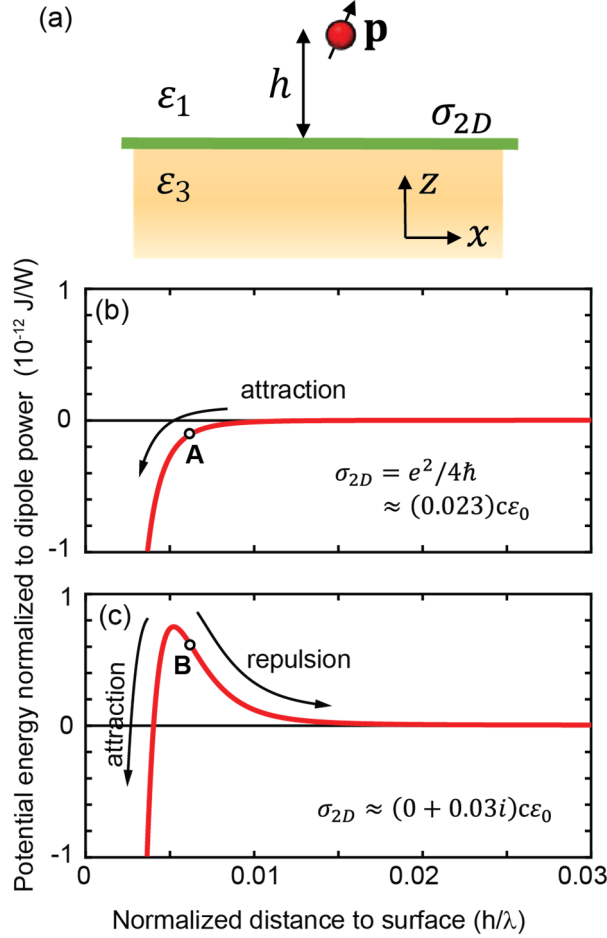 (a)
p
h
ε₁
σ₂D
ε₃
z
x
Potential energy normalized to dipole power (10⁻¹² J/W)
1
(b)
attraction
0
A
σ₂D = e²/4ħ
≈ (0.023)cε₀
-1
1
(c)
B
repulsion
attraction
0
σ₂D ≈ (0 + 0.03i)cε₀
-1
0 0.01 0.02 0.03
Normalized distance to surface (h/λ)